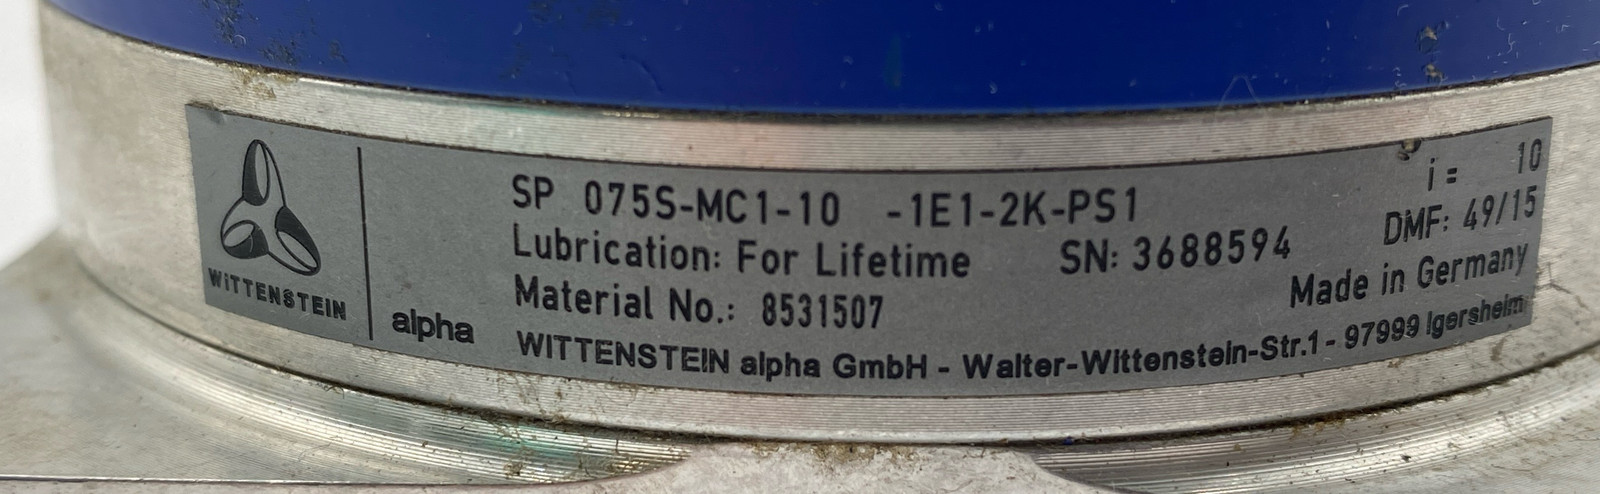 WITTENSTEIN
alpha
SP 075S-MC1-10 -1E1-2K-PS1
i= 10
Lubrication: For Lifetime SN: 3688594
DMF: 49/15
Material No.: 8531507
Made in Germany
WITTENSTEIN alpha GmbH - Walter-Wittenstein-Str.1 - 97999 Igersheim